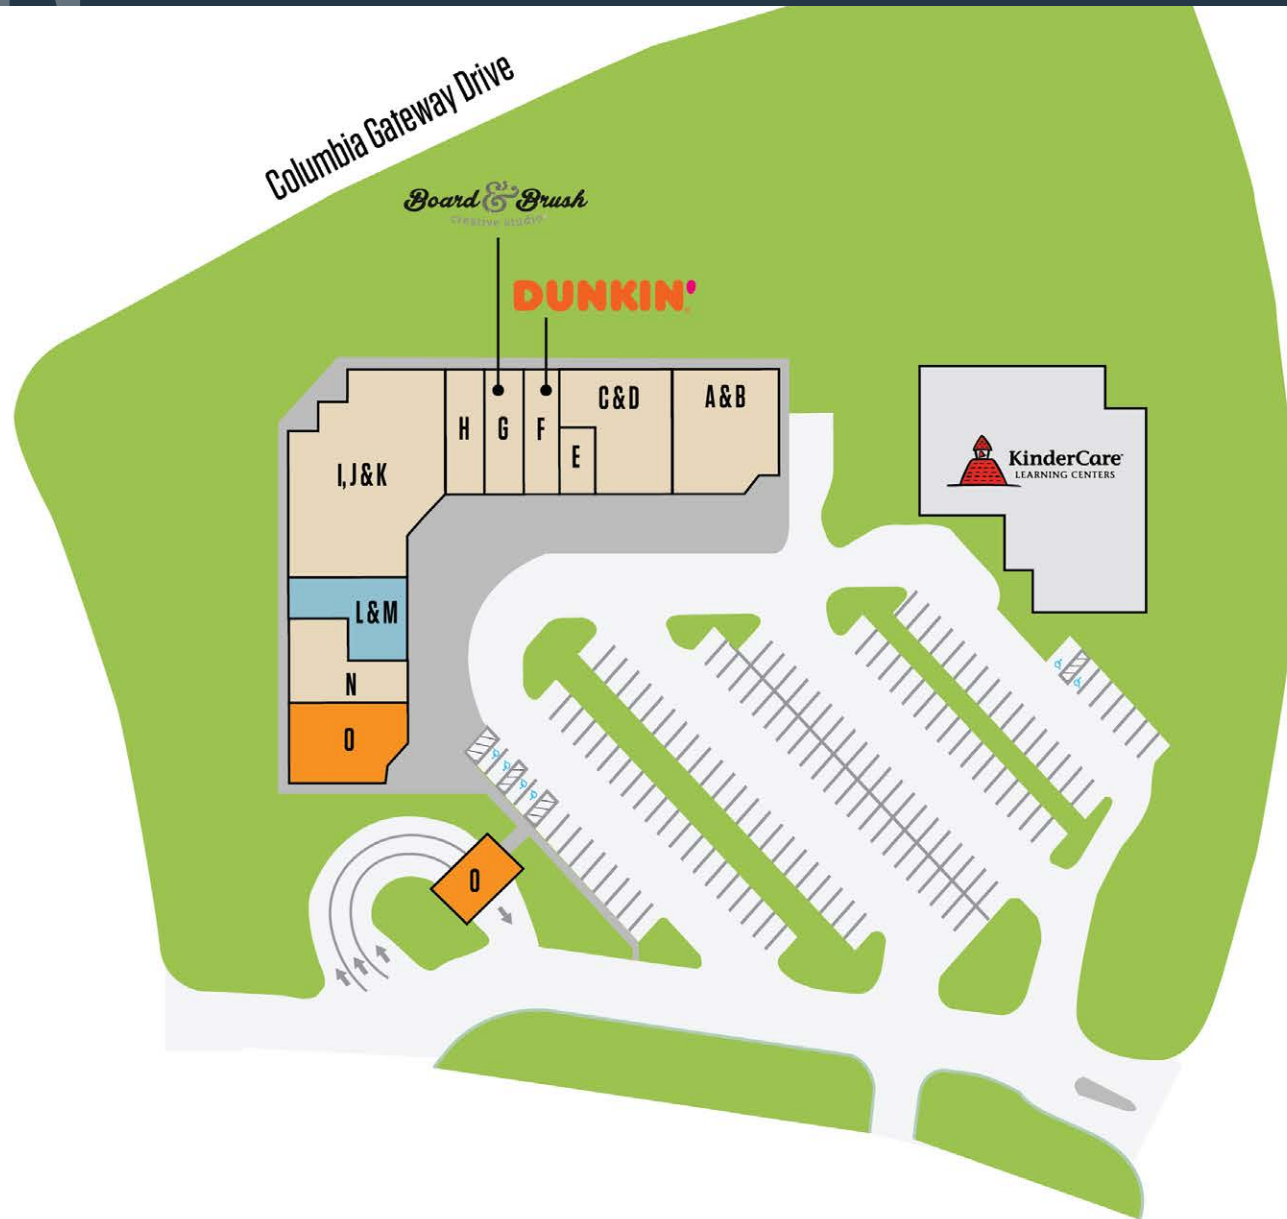 Columbia Gateway Drive
Board & Brush
creative studio
DUNKIN'
C&D
A&B
H
G
F
E
I, J & K
KinderCare
LEARNING CENTERS
L&M
N
O
O